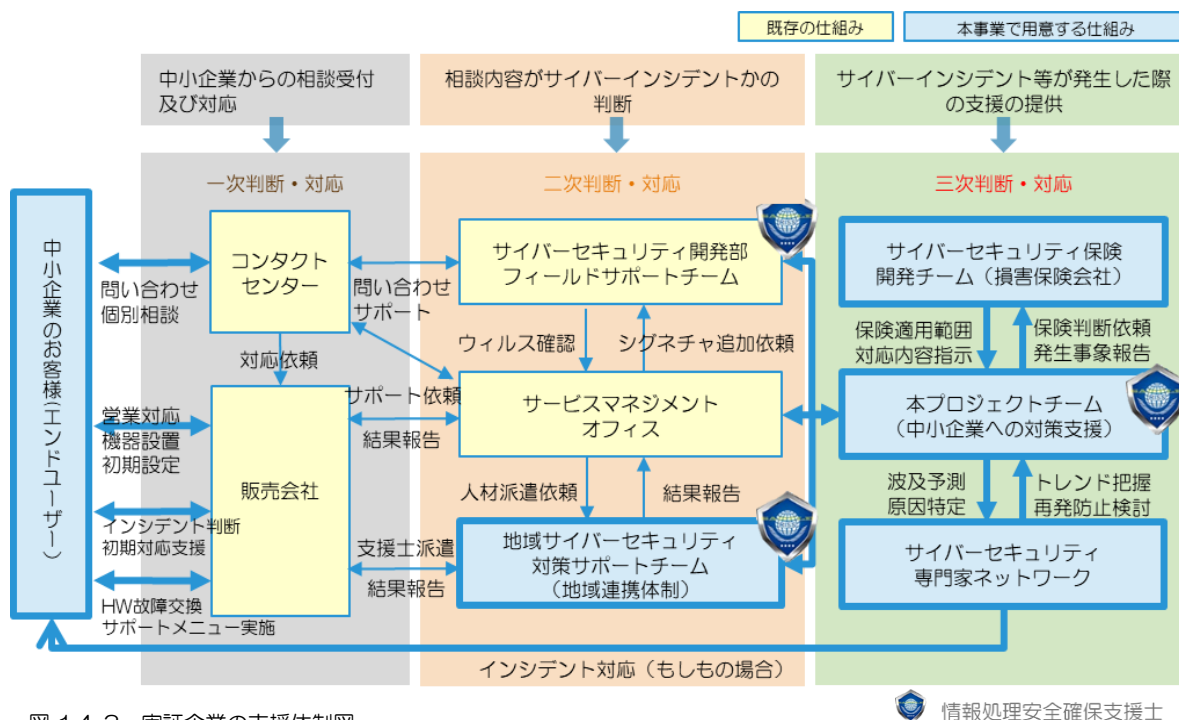 既存の仕組み
本事業で用意する仕組み
中小企業からの相談受付
及び対応
相談内容がサイバーインシデントかの
判断
サイバーインシデント等が発生した際
の支援の提供
一次判断・対応
二次判断・対応
三次判断・対応
中小企業のお客様(エンドユーザー)
コンタクト
センター
問い合わせ
個別相談
問い合わせ
サポート
サイバーセキュリティ開発部
フィールドサポートチーム
サイバーセキュリティ保険
開発チーム（損害保険会社）
対応依頼
ウィルス確認
シグネチャ追加依頼
保険適用範囲
対応内容指示
保険判断依頼
発生事象報告
営業対応
機器設置
初期設定
販売会社
サポート依頼
結果報告
サービスマネジメント
オフィス
本プロジェクトチーム
（中小企業への対策支援）
人材派遣依頼
結果報告
波及予測
原因特定
トレンド把握
再発防止検討
インシデント判断
初期対応支援
支援士派遣
結果報告
地域サイバーセキュリティ
対策サポートチーム
（地域連携体制）
サイバーセキュリティ
専門家ネットワーク
HW故障交換
サポートメニュー実施
インシデント対応（もしもの場合）
情報処理安全確保支援士